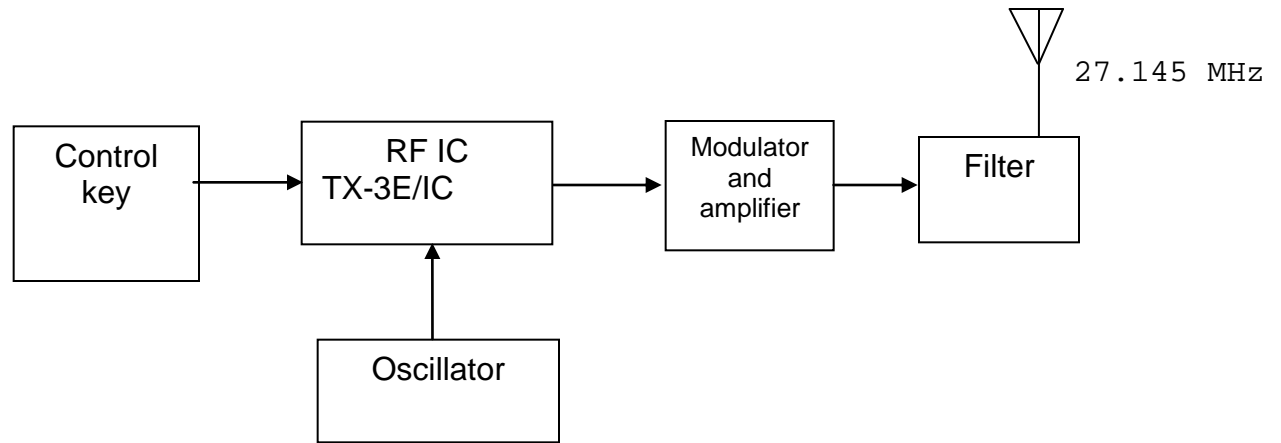 27.145 MHz
Control
key
RF IC
TX-3E/IC
Modulator
and
amplifier
Filter
Oscillator